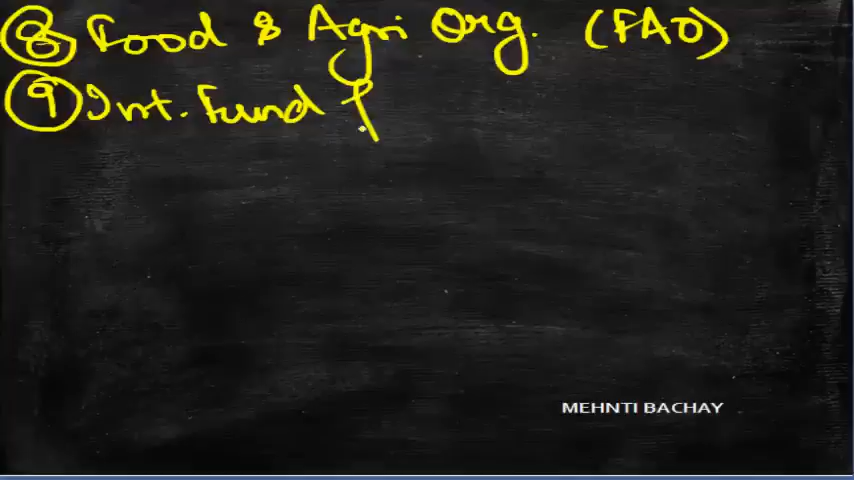 ⑧ Food & Agri Org. (FAO)
⑨ Int. Fund f
MEHNTI BACHAY